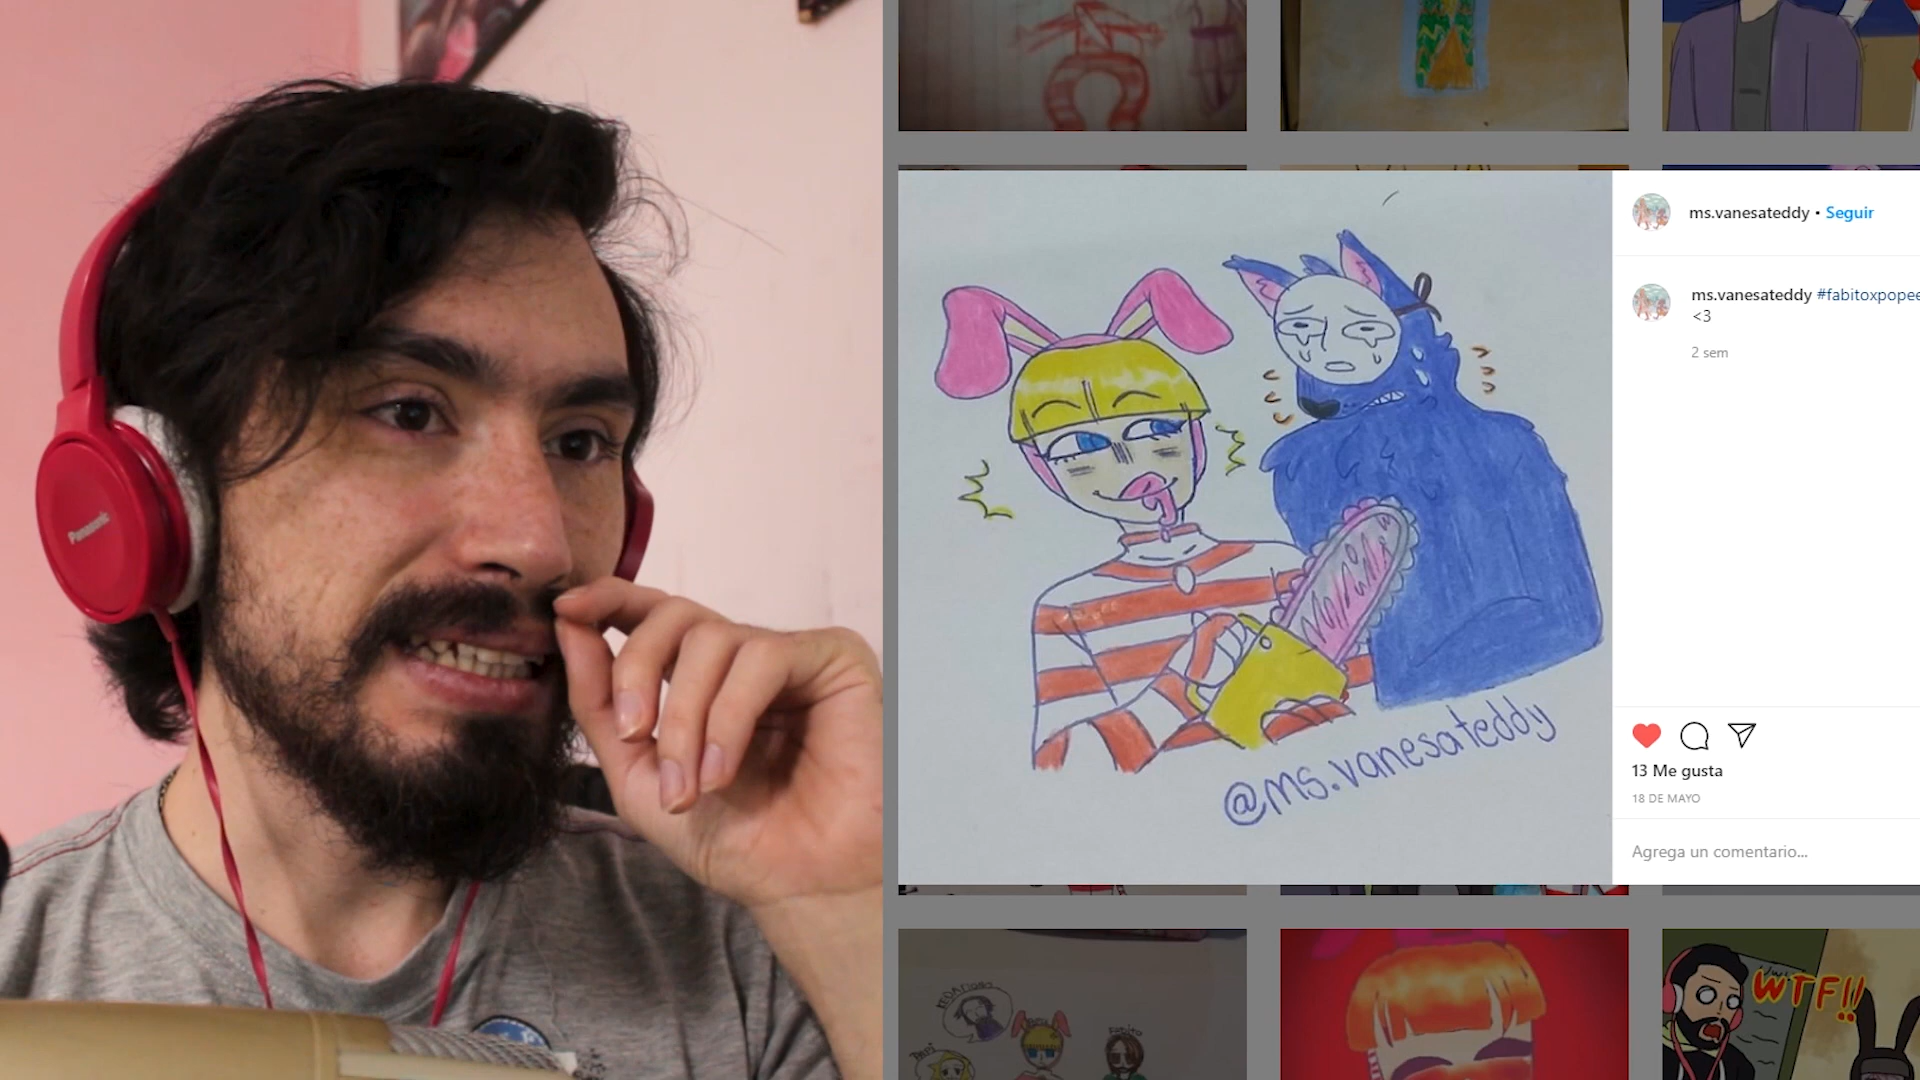 Panasonic
ms.vanesateddy • Seguir
ms.vanesateddy #fabitoxpopee
<3
2 sem
@ms.vanesateddy
13 Me gusta
18 DE MAYO
Agrega un comentario...
WTF!!